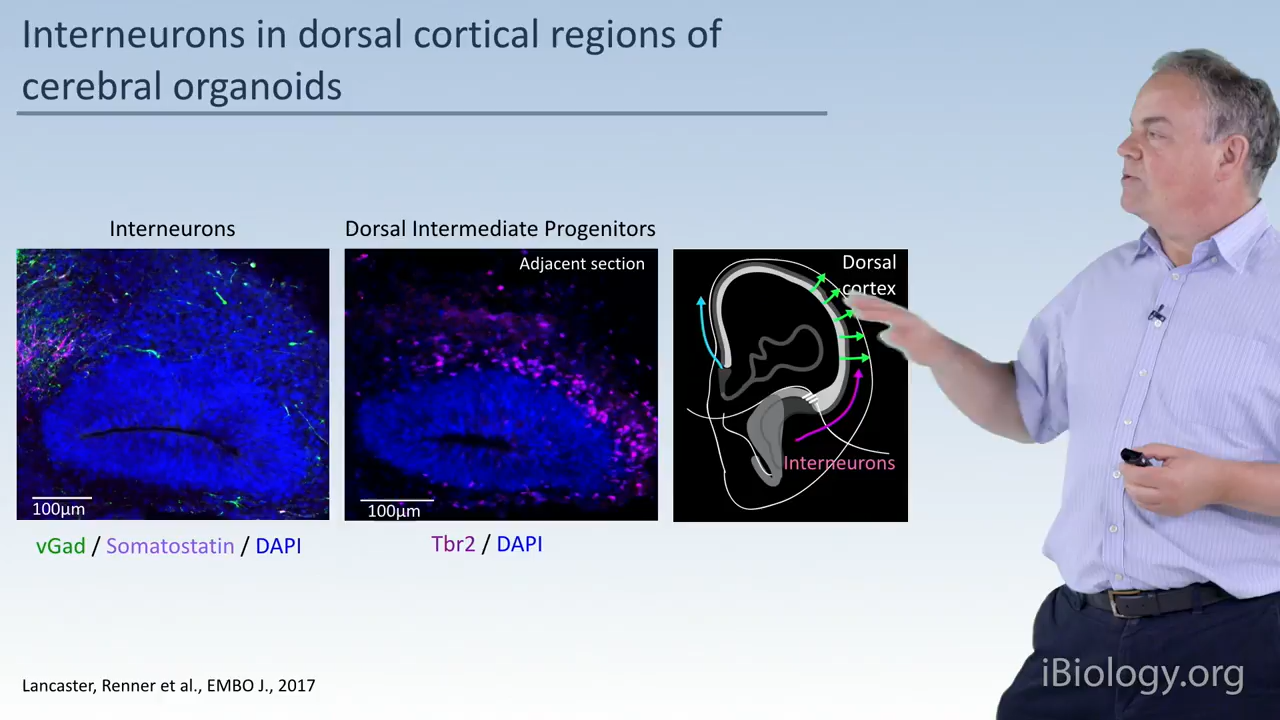 Interneurons in dorsal cortical regions of
cerebral organoids
Interneurons
Dorsal Intermediate Progenitors
Adjacent section
Dorsal
cortex
Interneurons
100µm
100µm
vGad / Somatostatin / DAPI
Tbr2 / DAPI
Lancaster, Renner et al., EMBO J., 2017
iBiology.org